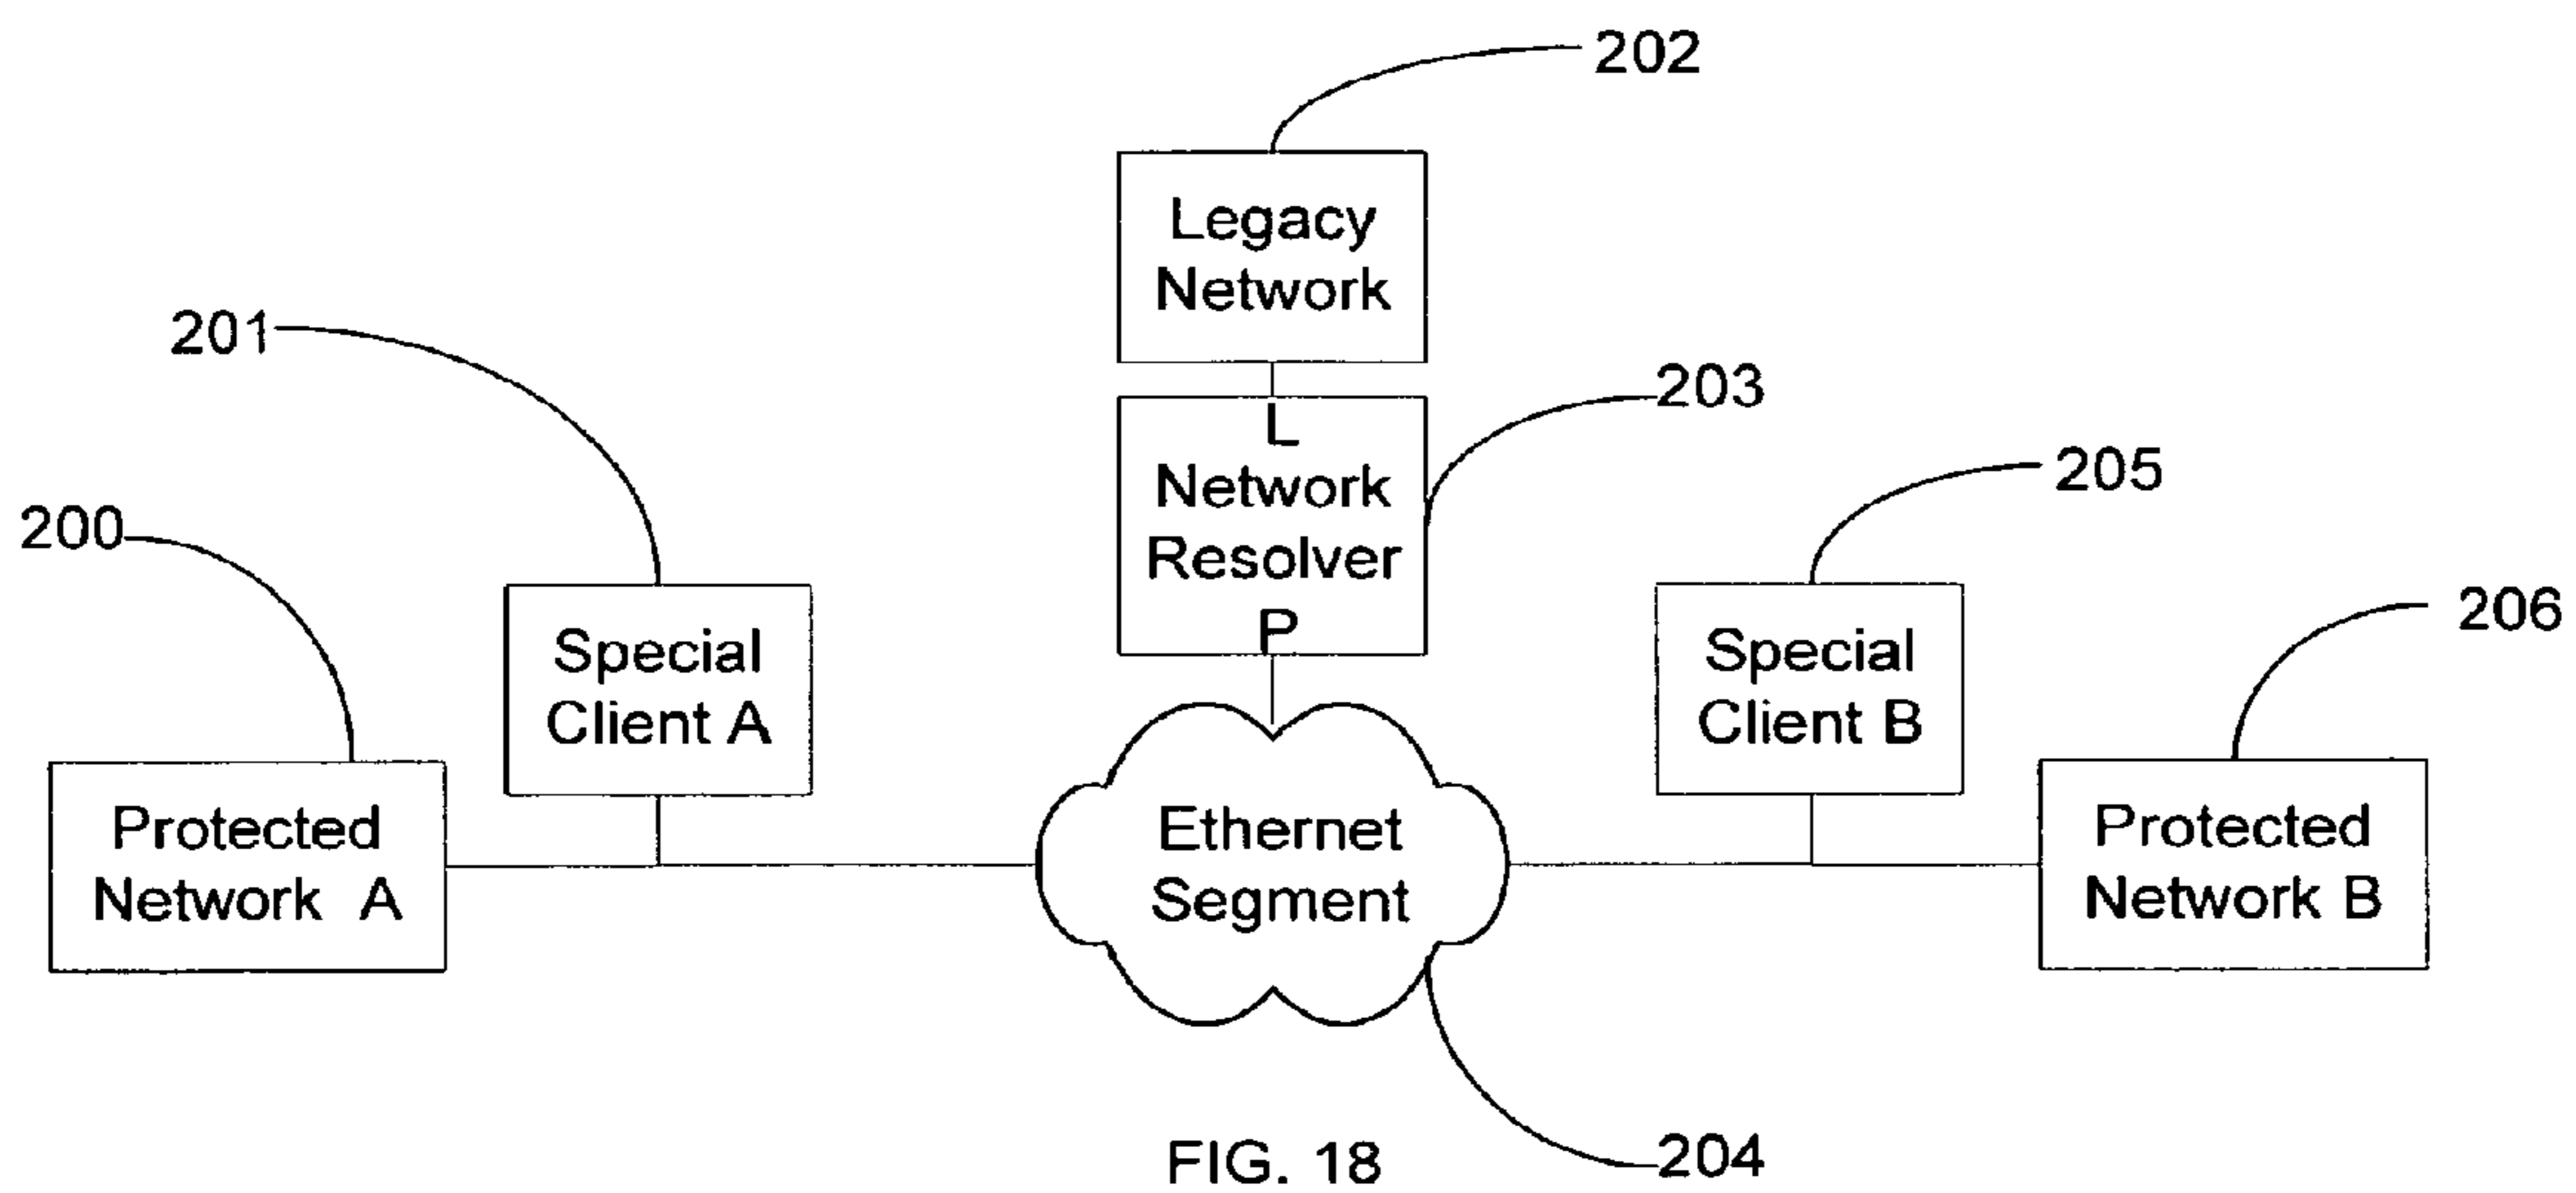 202
Legacy
Network
201
203
L
Network
Resolver
P
205
200
206
Special
Client A
Special
Client B
Protected
Network A
Ethernet
Segment
Protected
Network B
204
FIG. 18